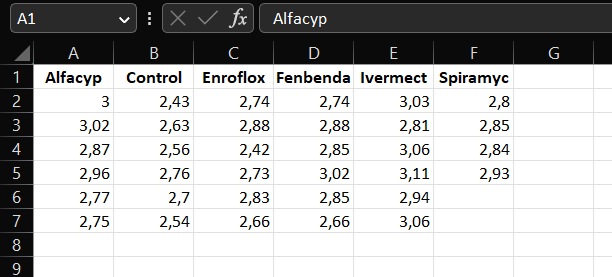 A1 fx Alfacyp
A B C D E F G
1 Alfacyp Control Enroflox Fenbenda Ivermect Spiramyc
2 3 2,43 2,74 2,74 3,03 2,8
3 3,02 2,63 2,88 2,88 2,81 2,85
4 2,87 2,56 2,42 2,85 3,06 2,84
5 2,96 2,76 2,73 3,02 3,11 2,93
6 2,77 2,7 2,83 2,85 2,94
7 2,75 2,54 2,66 2,66 3,06
8
9